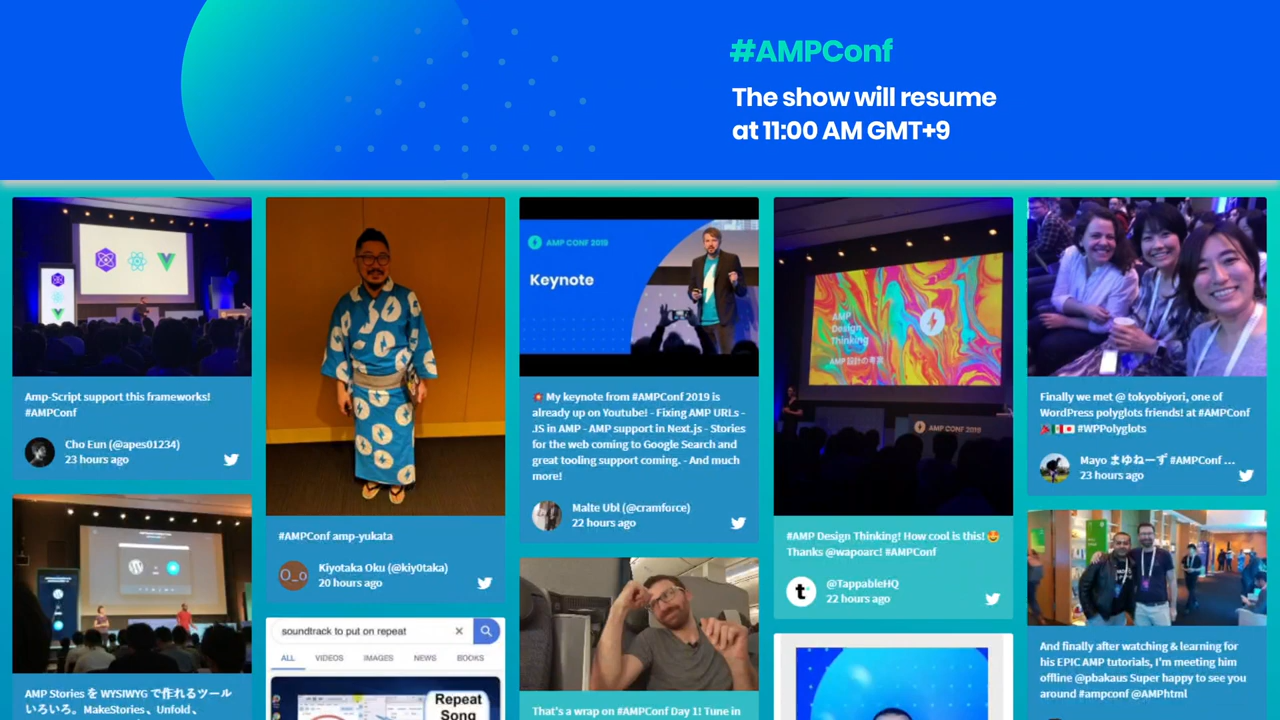 #AMPConf
The show will resume
at 11:00 AM GMT+9
Amp-Script support this frameworks!
#AMPConf
Cho Eun (@apes01234)
23 hours ago
AMP Stories を WYSIWYG で作れるツール
いろいろ。MakeStories、Unfold、
#AMPConf amp-yukata
Kiyotaka Oku (@kiy0taka)
O_o
20 hours ago
soundtrack to put on repeat
ALL VIDEOS IMAGES NEWS BOOKS
Repeat
Song
AMP CONF 2019
Keynote
💥 My keynote from #AMPConf 2019 is
already up on Youtube! - Fixing AMP URLs -
JS in AMP - AMP support in Next.js - Stories
for the web coming to Google Search and
great tooling support coming. - And much
more!
Malte Ubl (@cramforce)
22 hours ago
That's a wrap on #AMPConf Day 1! Tune in
AMP
Design
Thinking
AMP CONF 2019
#AMP Design Thinking! How cool is this! 🤩
Thanks @wapoarc! #AMPConf
t
@TappableHQ
22 hours ago
Finally we met @ tokyobiyori, one of
WordPress polyglots friends! at #AMPConf
#WPPolyglots
Mayo まゆねーず #AMPConf ...
23 hours ago
And finally after watching & learning for
his EPIC AMP tutorials, I'm meeting him
offline @pbakaus Super happy to see you
around #ampconf @AMPhtml